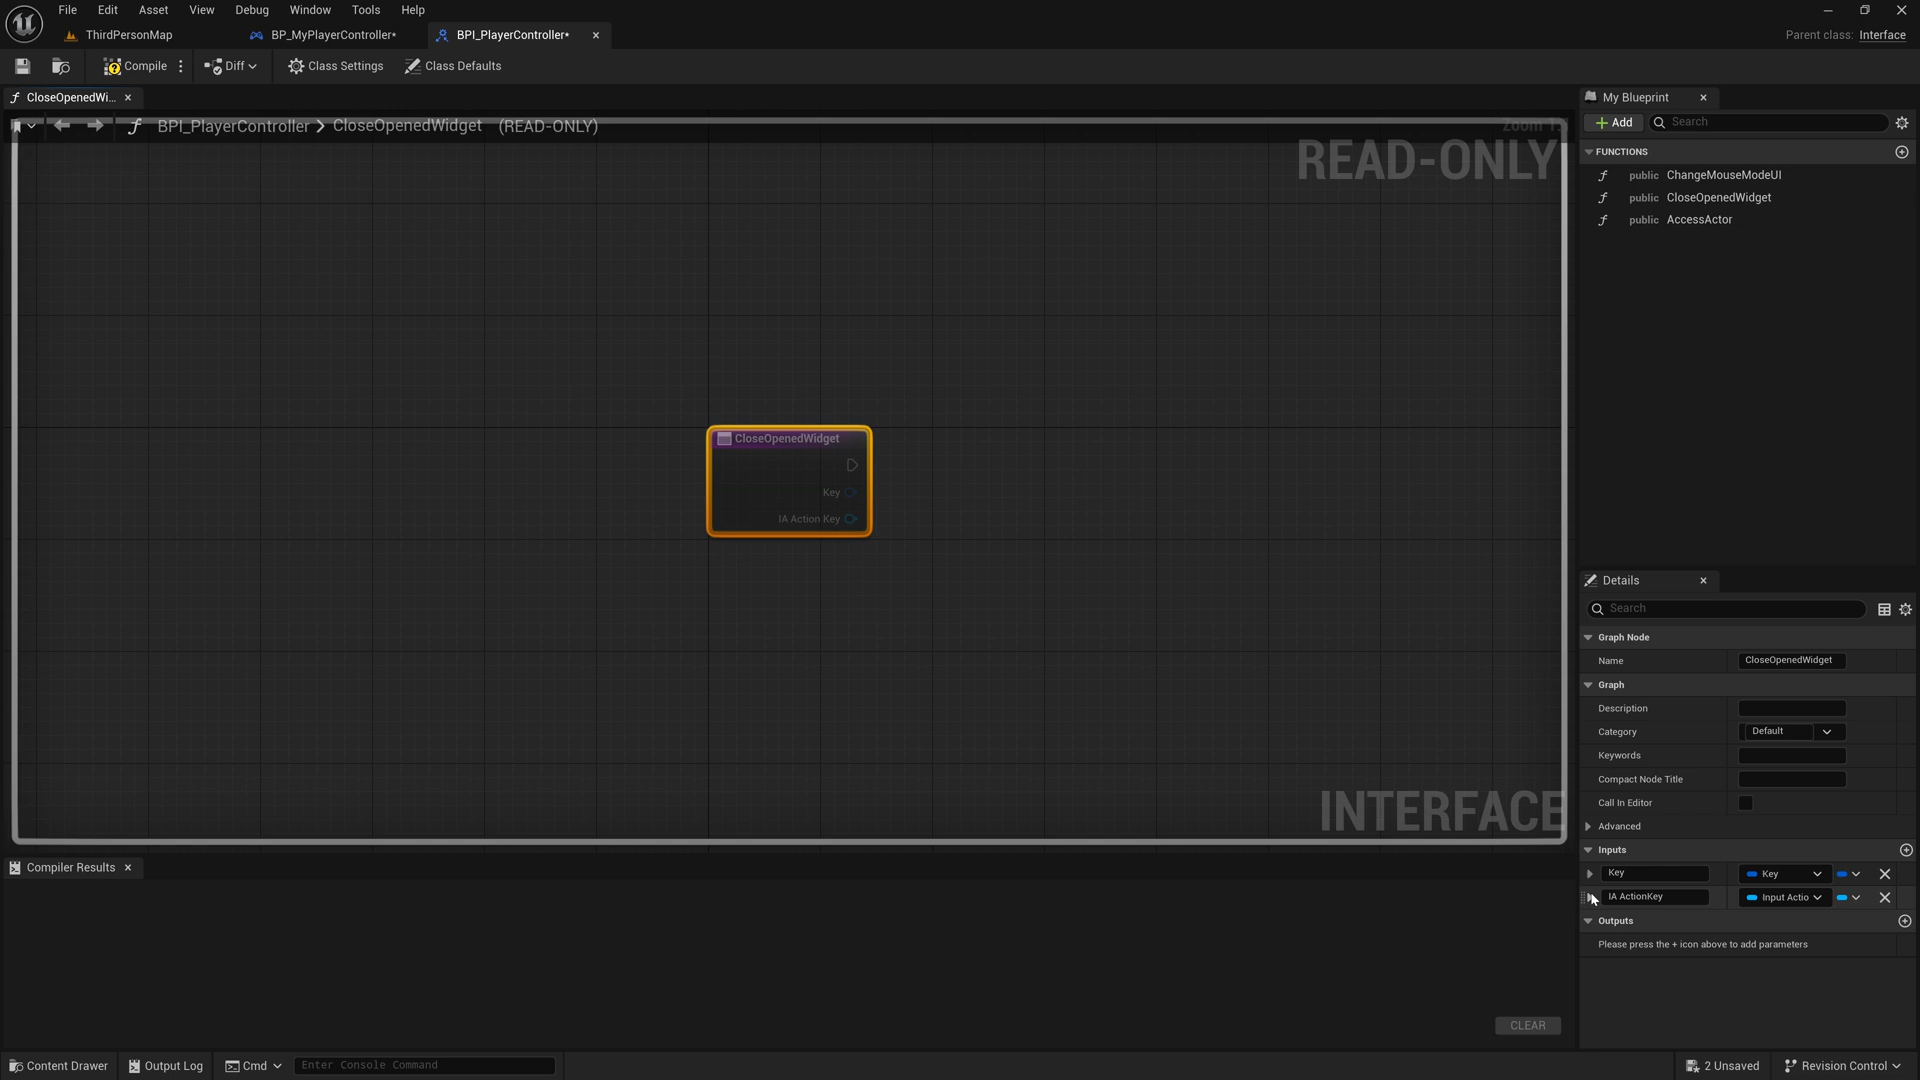 File Edit Asset View Debug Window Tools Help
ThirdPersonMap BP_MyPlayerController* BPI_PlayerController* Parent class: Interface
Compile Diff Class Settings Class Defaults
CloseOpenedWi...
BPI_PlayerController > CloseOpenedWidget (READ-ONLY)
READ-ONLY
CloseOpenedWidget
Key
IA Action Key
INTERFACE
My Blueprint
+ Add Search
FUNCTIONS
public ChangeMouseModeUI
public CloseOpenedWidget
public AccessActor
Details
Search
Graph Node
Name CloseOpenedWidget
Graph
Description
Category Default
Keywords
Compact Node Title
Call In Editor
Advanced
Inputs
Key Key
IA ActionKey Input Actio
Outputs
Please press the + icon above to add parameters
Compiler Results
CLEAR
Content Drawer Output Log Cmd Enter Console Command 2 Unsaved Revision Control